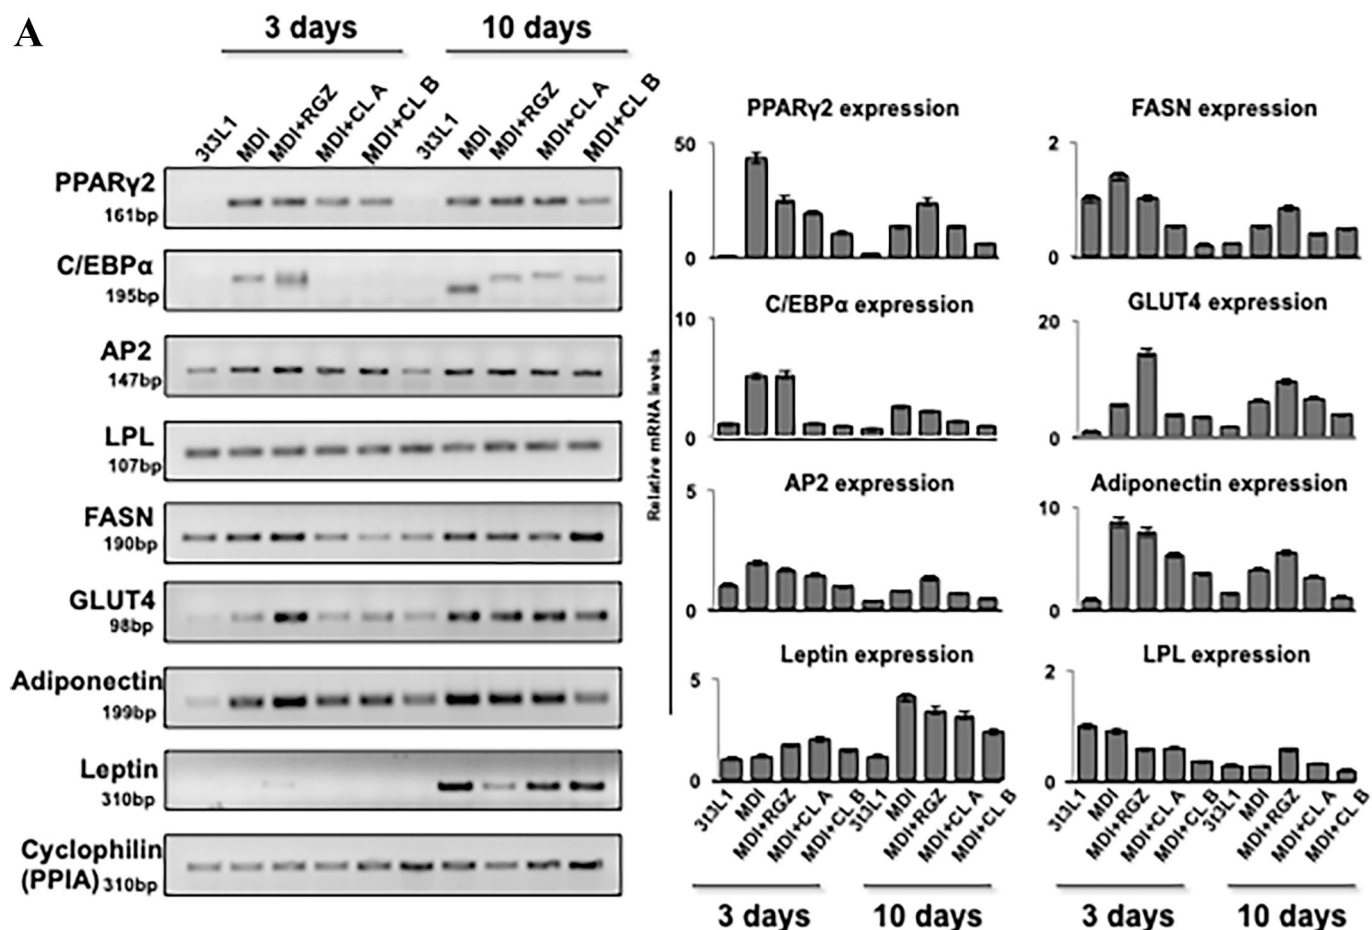 A
3 days
10 days
3t3L1
MDI
MDI+RGZ
MDI+CL A
MDI+CL B
3t3L1
MDI
MDI+RGZ
MDI+CL A
MDI+CL B
PPARγ2
161bp
C/EBPα
195bp
AP2
147bp
LPL
107bp
FASN
190bp
GLUT4
98bp
Adiponectin
199bp
Leptin
310bp
Cyclophilin
(PPIA) 310bp
Relative mRNA levels
PPARγ2 expression
50
0
C/EBPα expression
10
0
AP2 expression
5
0
Leptin expression
5
0
3t3L1
MDI
MDI+RGZ
MDI+CL A
MDI+CL B
3t3L1
MDI
MDI+RGZ
MDI+CL A
MDI+CL B
3 days
10 days
FASN expression
2
0
GLUT4 expression
20
0
Adiponectin expression
10
0
LPL expression
2
0
3t3L1
MDI
MDI+RGZ
MDI+CL A
MDI+CL B
3t3L1
MDI
MDI+RGZ
MDI+CL A
MDI+CL B
3 days
10 days